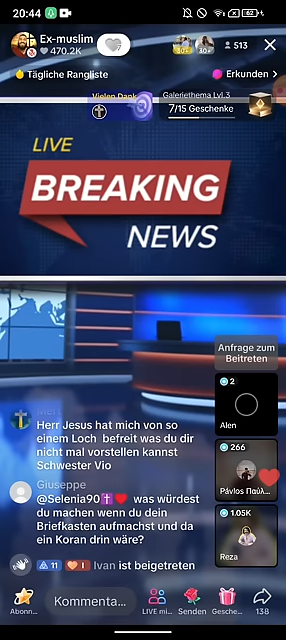 20:44
62
Ex-muslim
470.2K
30+
30+
513
Tägliche Rangliste
Erkunden >
Vielen Dank
Galeriethema Lvl.3
7/15 Geschenke
LIVE
BREAKING
NEWS
Anfrage zum
Beitreten
2
Alen
Herr Jesus hat mich von so
einem Loch befreit was du dir
nicht mal vorstellen kannst
Schwester Vio
266
Pávlos Παύλ...
Giuseppe
@Selenia90✝️♥️ was würdest
du machen wenn du dein
Briefkasten aufmachst und da
ein Koran drin wäre?
1.05K
Reza
11
1
Ivan ist beigetreten
Abonn...
Kommenta...
LIVE mi...
Senden
Gesche...
138